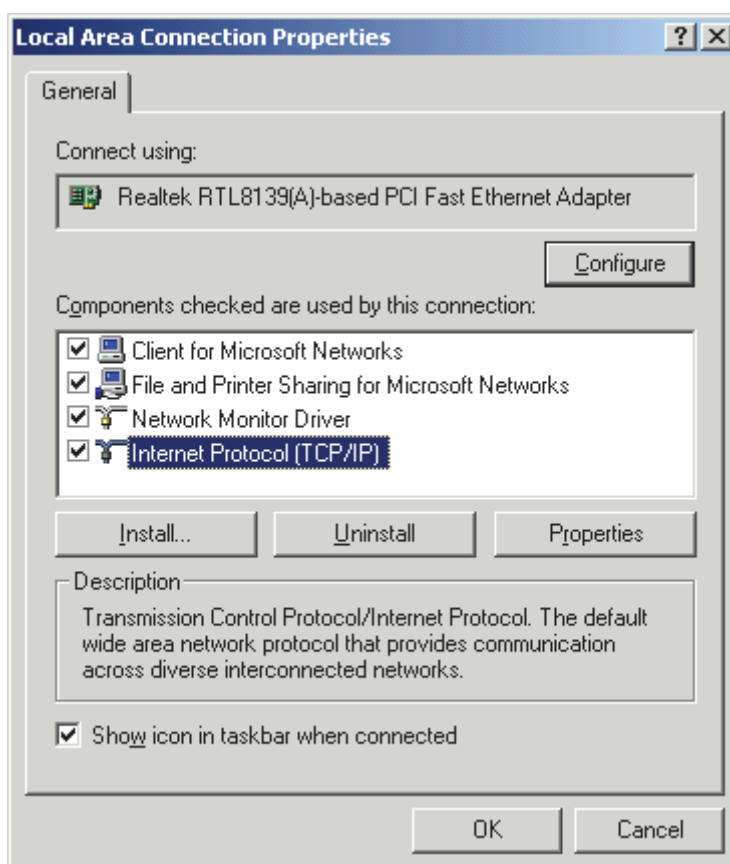 Local Area Connection Properties
General
Connect using:
Realtek RTL8139(A)-based PCI Fast Ethernet Adapter
Configure
Components checked are used by this connection:
Client for Microsoft Networks
File and Printer Sharing for Microsoft Networks
Network Monitor Driver
Internet Protocol (TCP/IP)
Install... Uninstall Properties
Description
Transmission Control Protocol/Internet Protocol. The default
wide area network protocol that provides communication
across diverse interconnected networks.
Show icon in taskbar when connected
OK Cancel